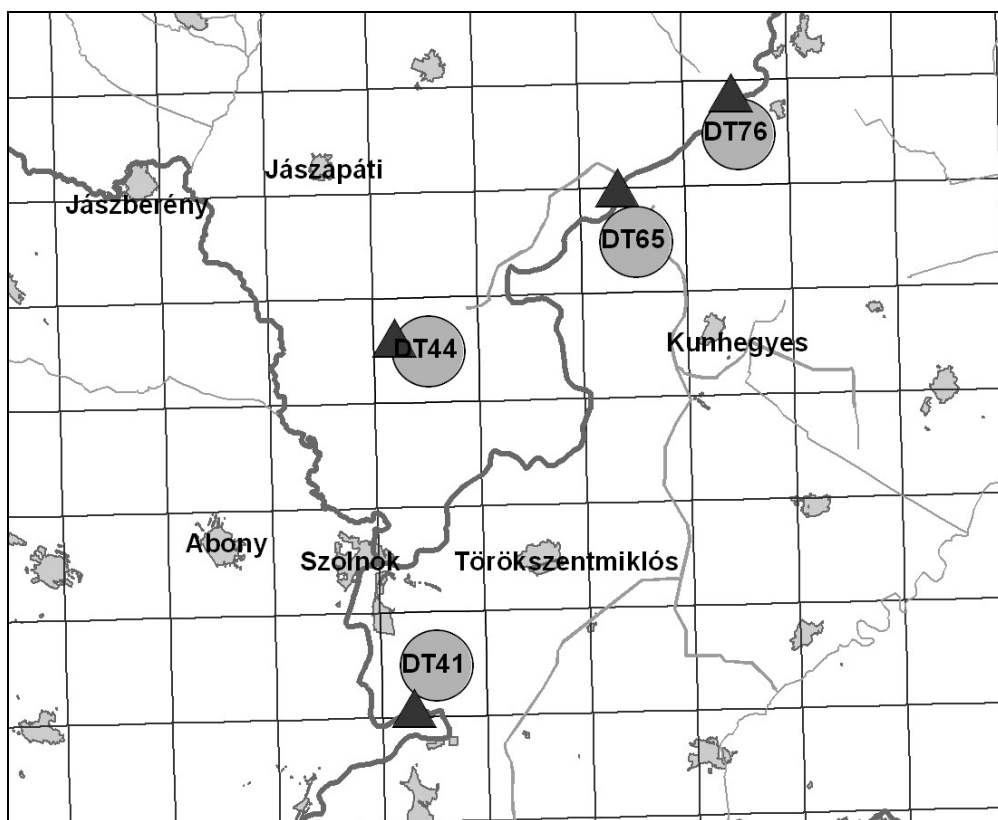 DT76
Jászapáti
Jászberény
DT65
Kunhegyes
DT44
Abony
Szolnok
Törökszentmiklós
DT41